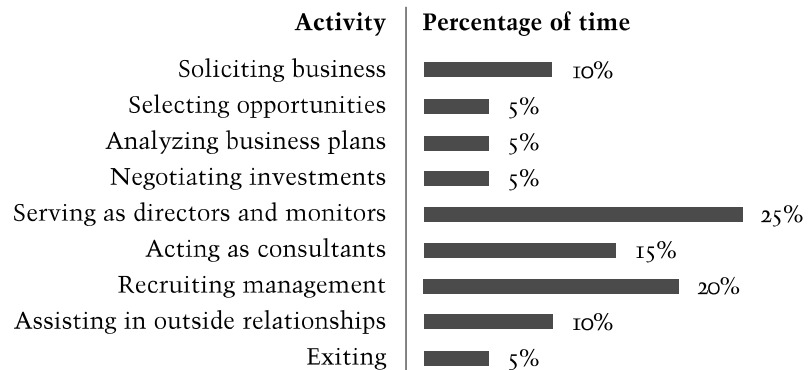 Activity Percentage of time
Soliciting business 10%
Selecting opportunities 5%
Analyzing business plans 5%
Negotiating investments 5%
Serving as directors and monitors 25%
Acting as consultants 15%
Recruiting management 20%
Assisting in outside relationships 10%
Exiting 5%